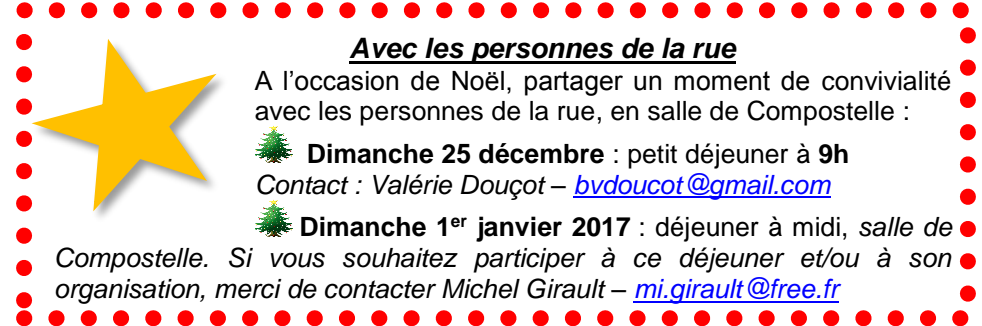 Avec les personnes de la rue
A l’occasion de Noël, partager un moment de convivialité
avec les personnes de la rue, en salle de Compostelle :
Dimanche 25 décembre : petit déjeuner à 9h
Contact : Valérie Douçot – bvdoucot@gmail.com
Dimanche 1er janvier 2017 : déjeuner à midi, salle de
Compostelle. Si vous souhaitez participer à ce déjeuner et/ou à son
organisation, merci de contacter Michel Girault – mi.girault@free.fr